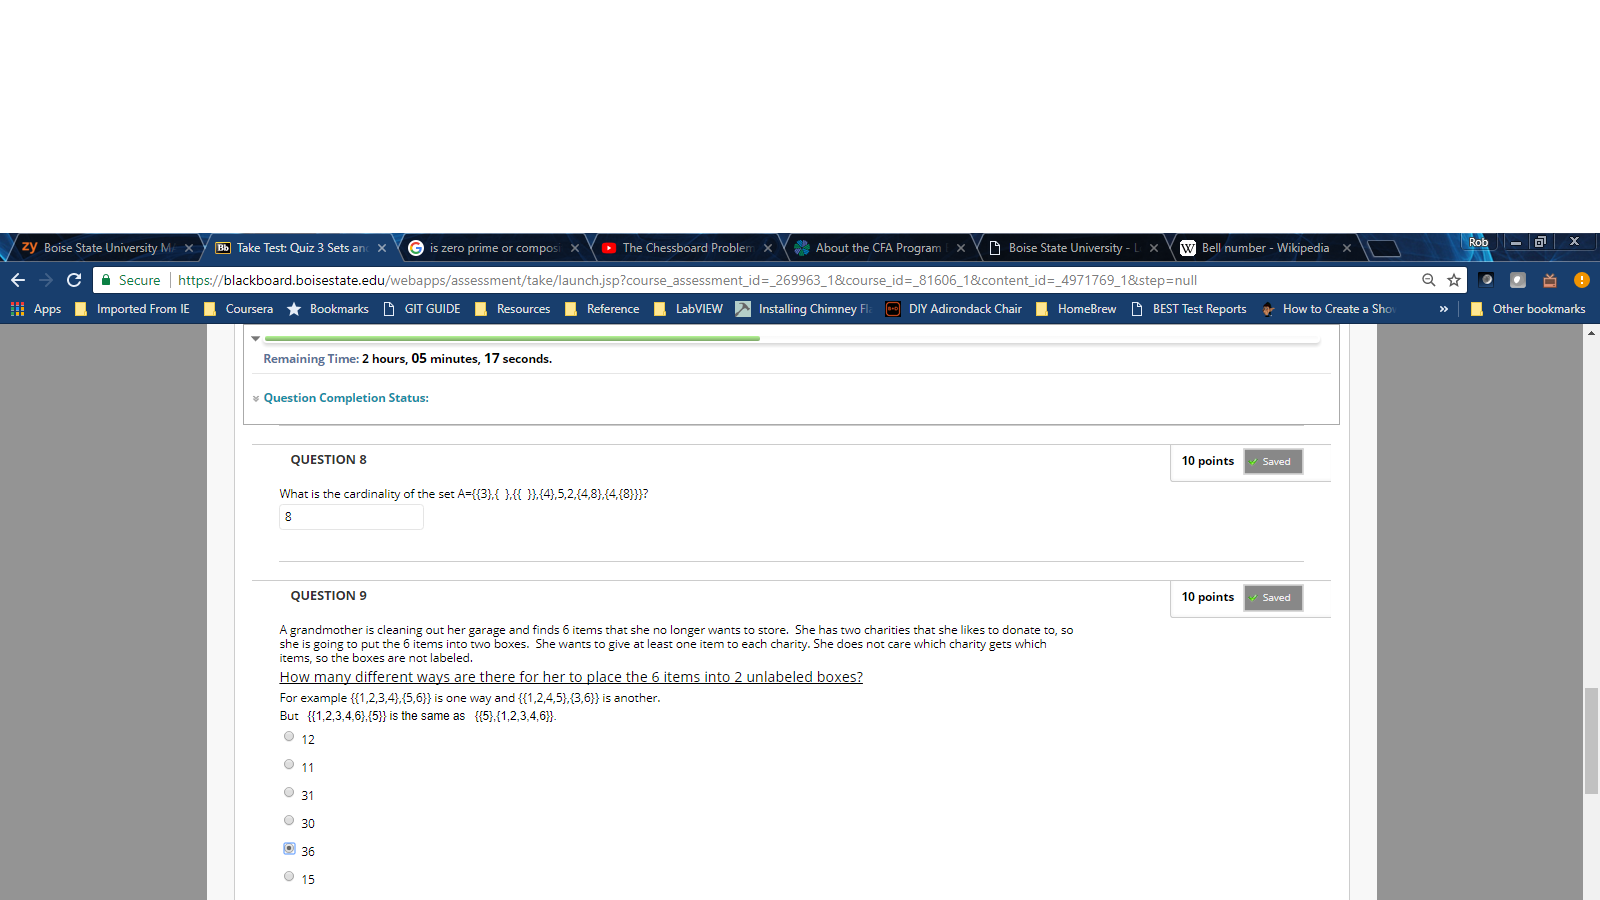 zy Boise State University M
Bb Take Test: Quiz 3 Sets an
G is zero prime or compos
The Chessboard Problem
About the CFA Program
Boise State University - L
W Bell number - Wikipedia
Rob
Secure https://blackboard.boisestate.edu/webapps/assessment/take/launch.jsp?course_assessment_id=_269963_1&course_id=_81606_1&content_id=_4971769_1&step=null
Apps Imported From IE Coursera Bookmarks GIT GUIDE Resources Reference LabVIEW Installing Chimney Fl DIY Adirondack Chair HomeBrew BEST Test Reports How to Create a Sho » Other bookmarks
Remaining Time: 2 hours, 05 minutes, 17 seconds.
Question Completion Status:
QUESTION 8
10 points Saved
What is the cardinality of the set A={{3},{ },{{ }},{4},5,2,{4,8},{4,{8}}}?
8
QUESTION 9
10 points Saved
A grandmother is cleaning out her garage and finds 6 items that she no longer wants to store. She has two charities that she likes to donate to, so
she is going to put the 6 items into two boxes. She wants to give at least one item to each charity. She does not care which charity gets which
items, so the boxes are not labeled.
How many different ways are there for her to place the 6 items into 2 unlabeled boxes?
For example {{1,2,3,4},{5,6}} is one way and {{1,2,4,5},{3,6}} is another.
But {{1,2,3,4,6},{5}} is the same as {{5},{1,2,3,4,6}}.
12
11
31
30
36
15